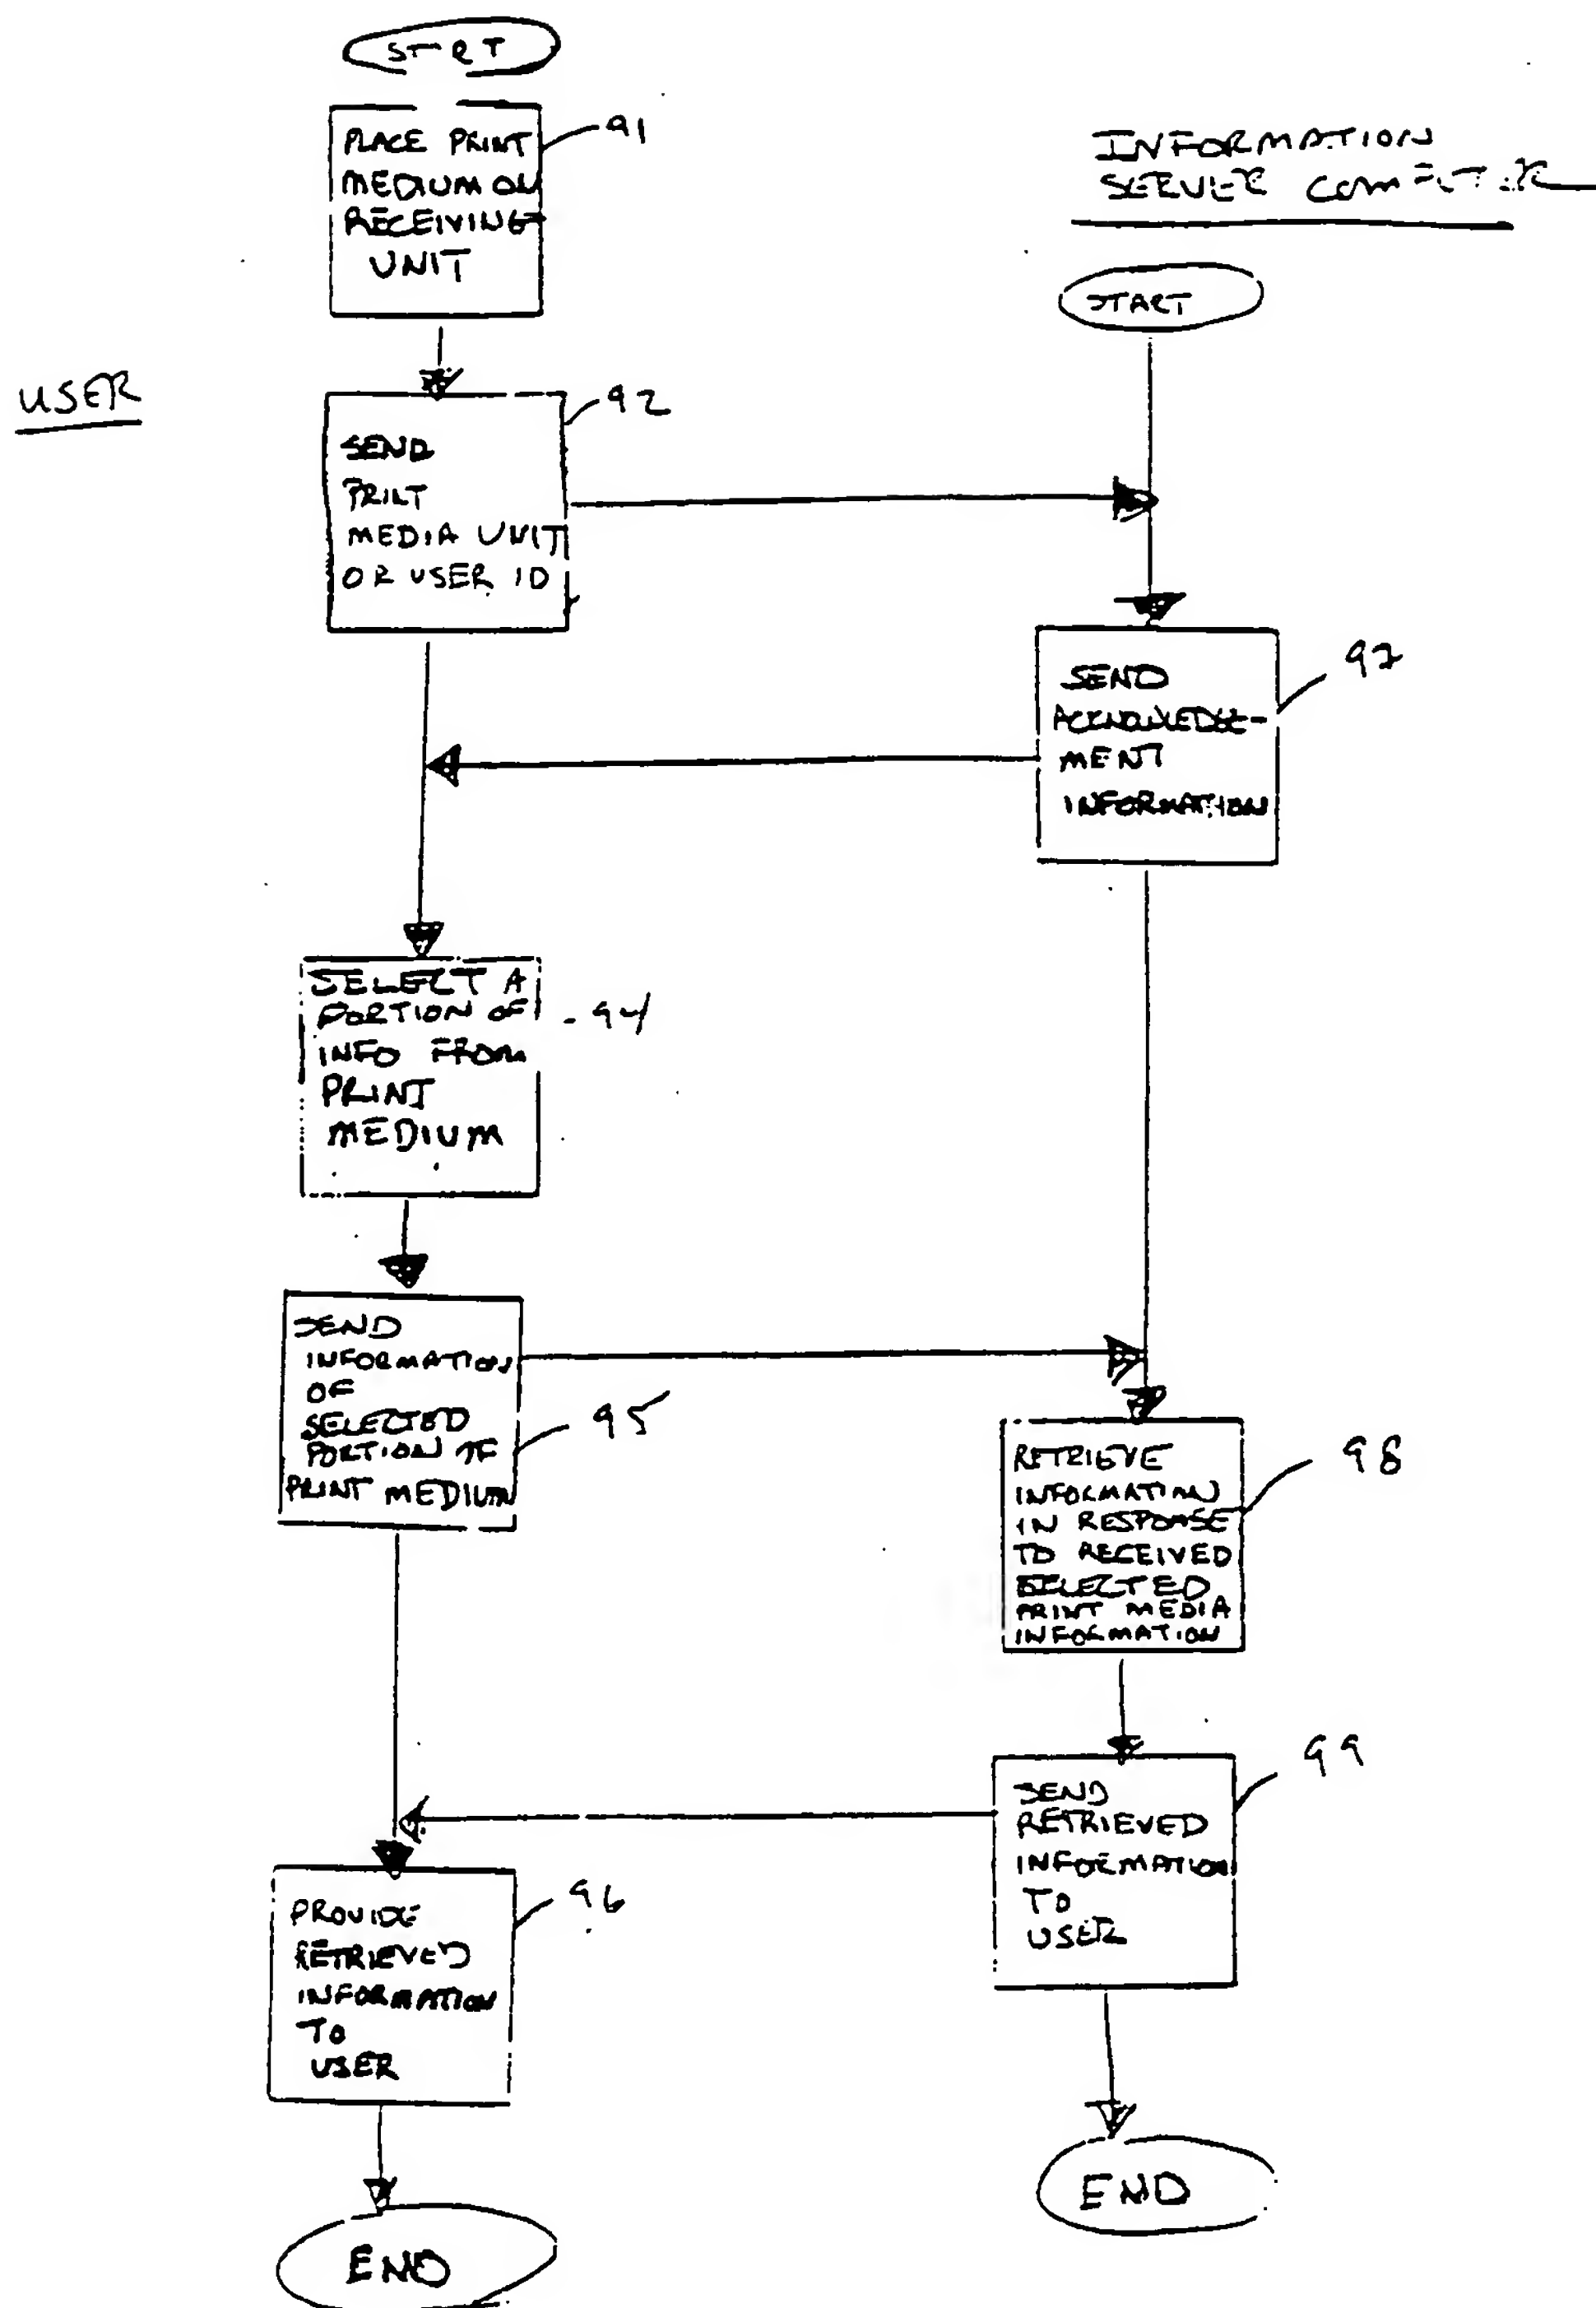 START
PLACE PRINT
MEDIUM ON
RECEIVING
UNIT
91
INFORMATION
SERVER COMPUTER
START
USER
SEND
PRINT
MEDIA UNIT
OR USER ID
92
SEND
ACKNOWLEDGE-
MENT
INFORMATION
97
SELECT A
PORTION OF
INFO FROM
PRINT
MEDIUM
94
SEND
INFORMATION
OF
SELECTED
PORTION OF
PRINT MEDIUM
95
RETRIEVE
INFORMATION
IN RESPONSE
TO RECEIVED
SELECTED
PRINT MEDIA
INFORMATION
98
SEND
RETRIEVED
INFORMATION
TO
USER
99
PROVIDE
RETRIEVED
INFORMATION
TO
USER
96
END
END